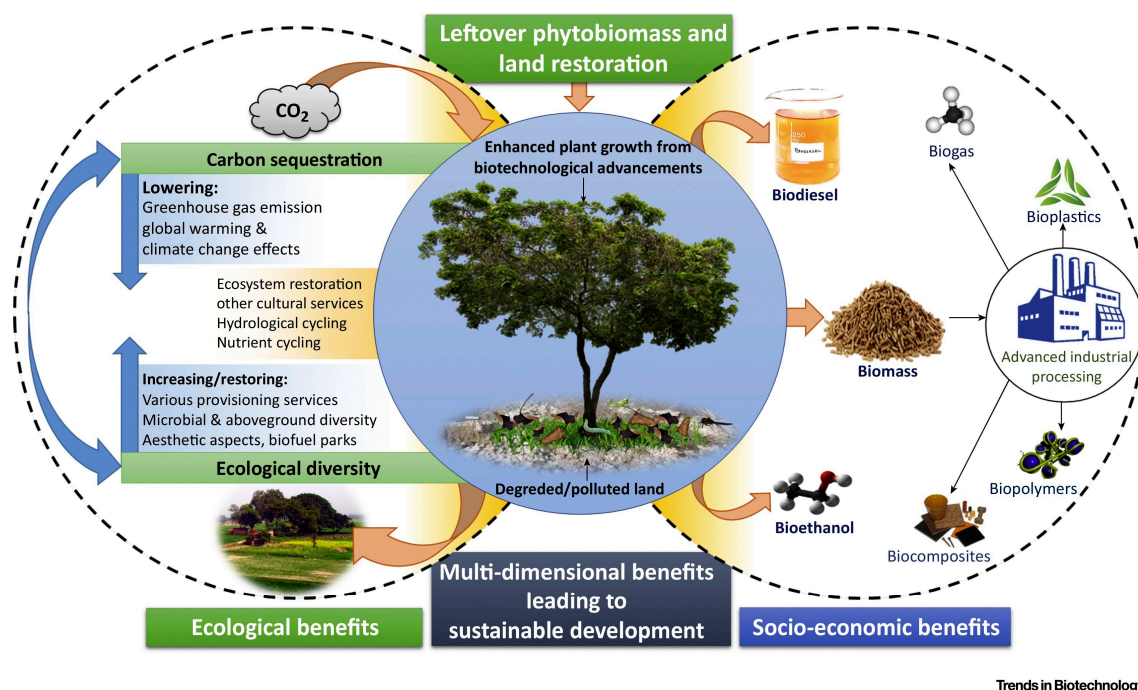 Leftover phytobiomass and
land restoration
CO2
Carbon sequestration
Lowering:
Greenhouse gas emission
global warming &
climate change effects
Ecosystem restoration
other cultural services
Hydrological cycling
Nutrient cycling
Increasing/restoring:
Various provisioning services
Microbial & aboveground diversity
Aesthetic aspects, biofuel parks
Ecological diversity
Enhanced plant growth from
biotechnological advancements
Degreded/polluted land
250
Biodiesel
Biomass
Bioethanol
Biogas
Bioplastics
Advanced industrial
processing
Biopolymers
Biocomposites
Ecological benefits
Multi-dimensional benefits
leading to
sustainable development
Socio-economic benefits
Trends in Biotechnology